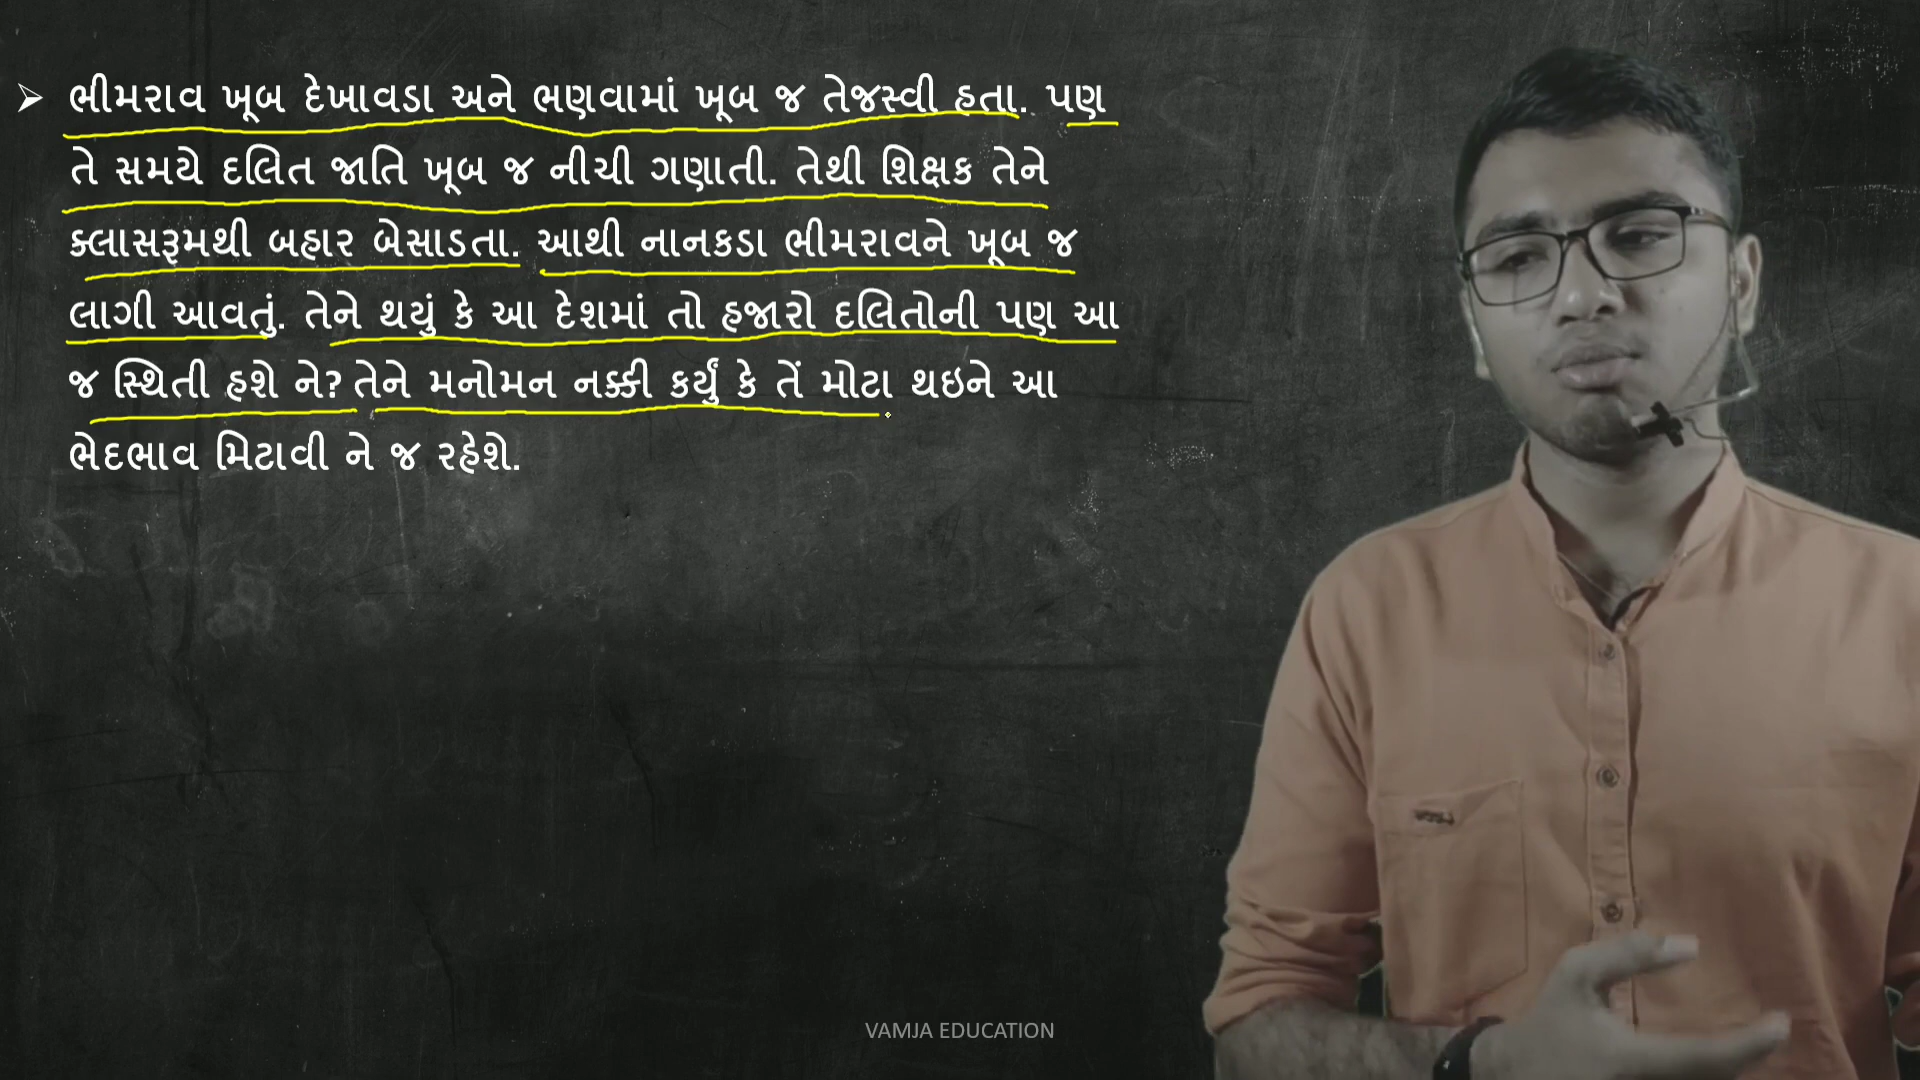 ➢ ભીમરાવ ખૂબ દેખાવડા અને ભણવામાં ખૂબ જ તેજસ્વી હતા. પણ
તે સમયે દલિત જાતિ ખૂબ જ નીચી ગણાતી. તેથી શિક્ષક તેને
ક્લાસરૂમથી બહાર બેસાડતા. આથી નાનકડા ભીમરાવને ખૂબ જ
લાગી આવતું. તેને થયું કે આ દેશમાં તો હજારો દલિતોની પણ આ
જ સ્થિતી હશે ને? તેને મનોમન નક્કી કર્યું કે તેં મોટા થઇને આ
ભેદભાવ મિટાવી ને જ રહેશે.
VAMJA EDUCATION